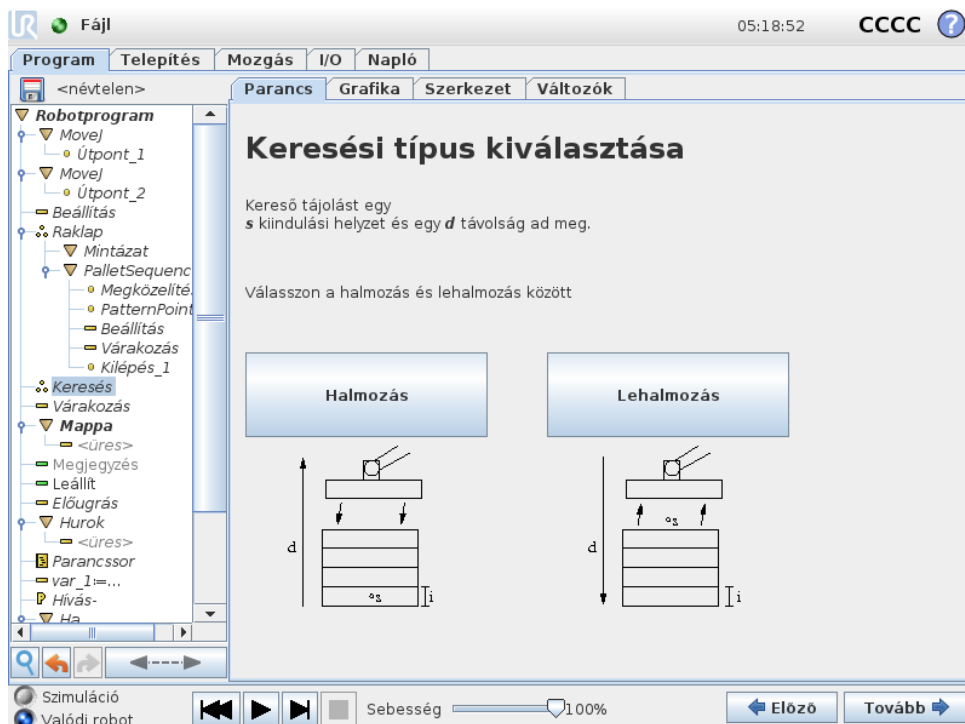 UR Fájl 05:18:52 CCCC ?
Program Telepítés Mozgás I/O Napló
<névtelen>
Parancs Grafika Szerkezet Változók
Robotprogram
MoveJ
Útpont_1
MoveJ
Útpont_2
Beállítás
Raklap
Mintázat
PalletSequenc
Megközelíté
PatternPoint
Beállítás
Várakozás
Kilépés_1
Keresés
Várakozás
Mappa
<üres>
Megjegyzés
Leállít
Előugrás
Hurok
<üres>
Parancssor
var_1≔...
Hívás-
Ha
Keresési típus kiválasztása
Kereső tájolást egy
s kiindulási helyzet és egy d távolság ad meg.
Válasszon a halmozás és lehalmozás között
Halmozás
Lehalmozás
d
s
i
d
s
i
Szimuláció
Valódi robot
Sebesség 100%
Előző
Tovább